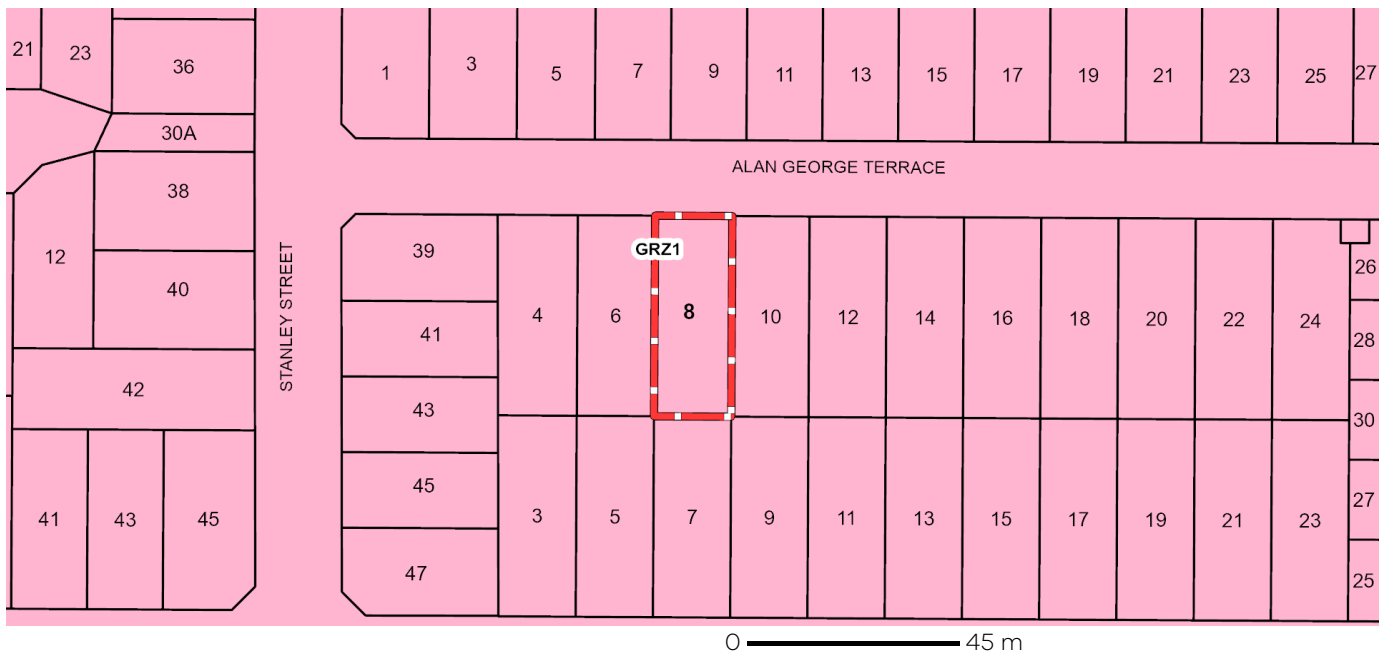 21 23 36 1 3 5 7 9 11 13 15 17 19 21 23 25 27
30A
ALAN GEORGE TERRACE
38
12 40
STANLEY STREET
39 GRZ1 26
41 4 6 8 10 12 14 16 18 20 22 24 28
42 43 30
45 27
41 43 45 3 5 7 9 11 13 15 17 19 21 23
47 25
0 45 m